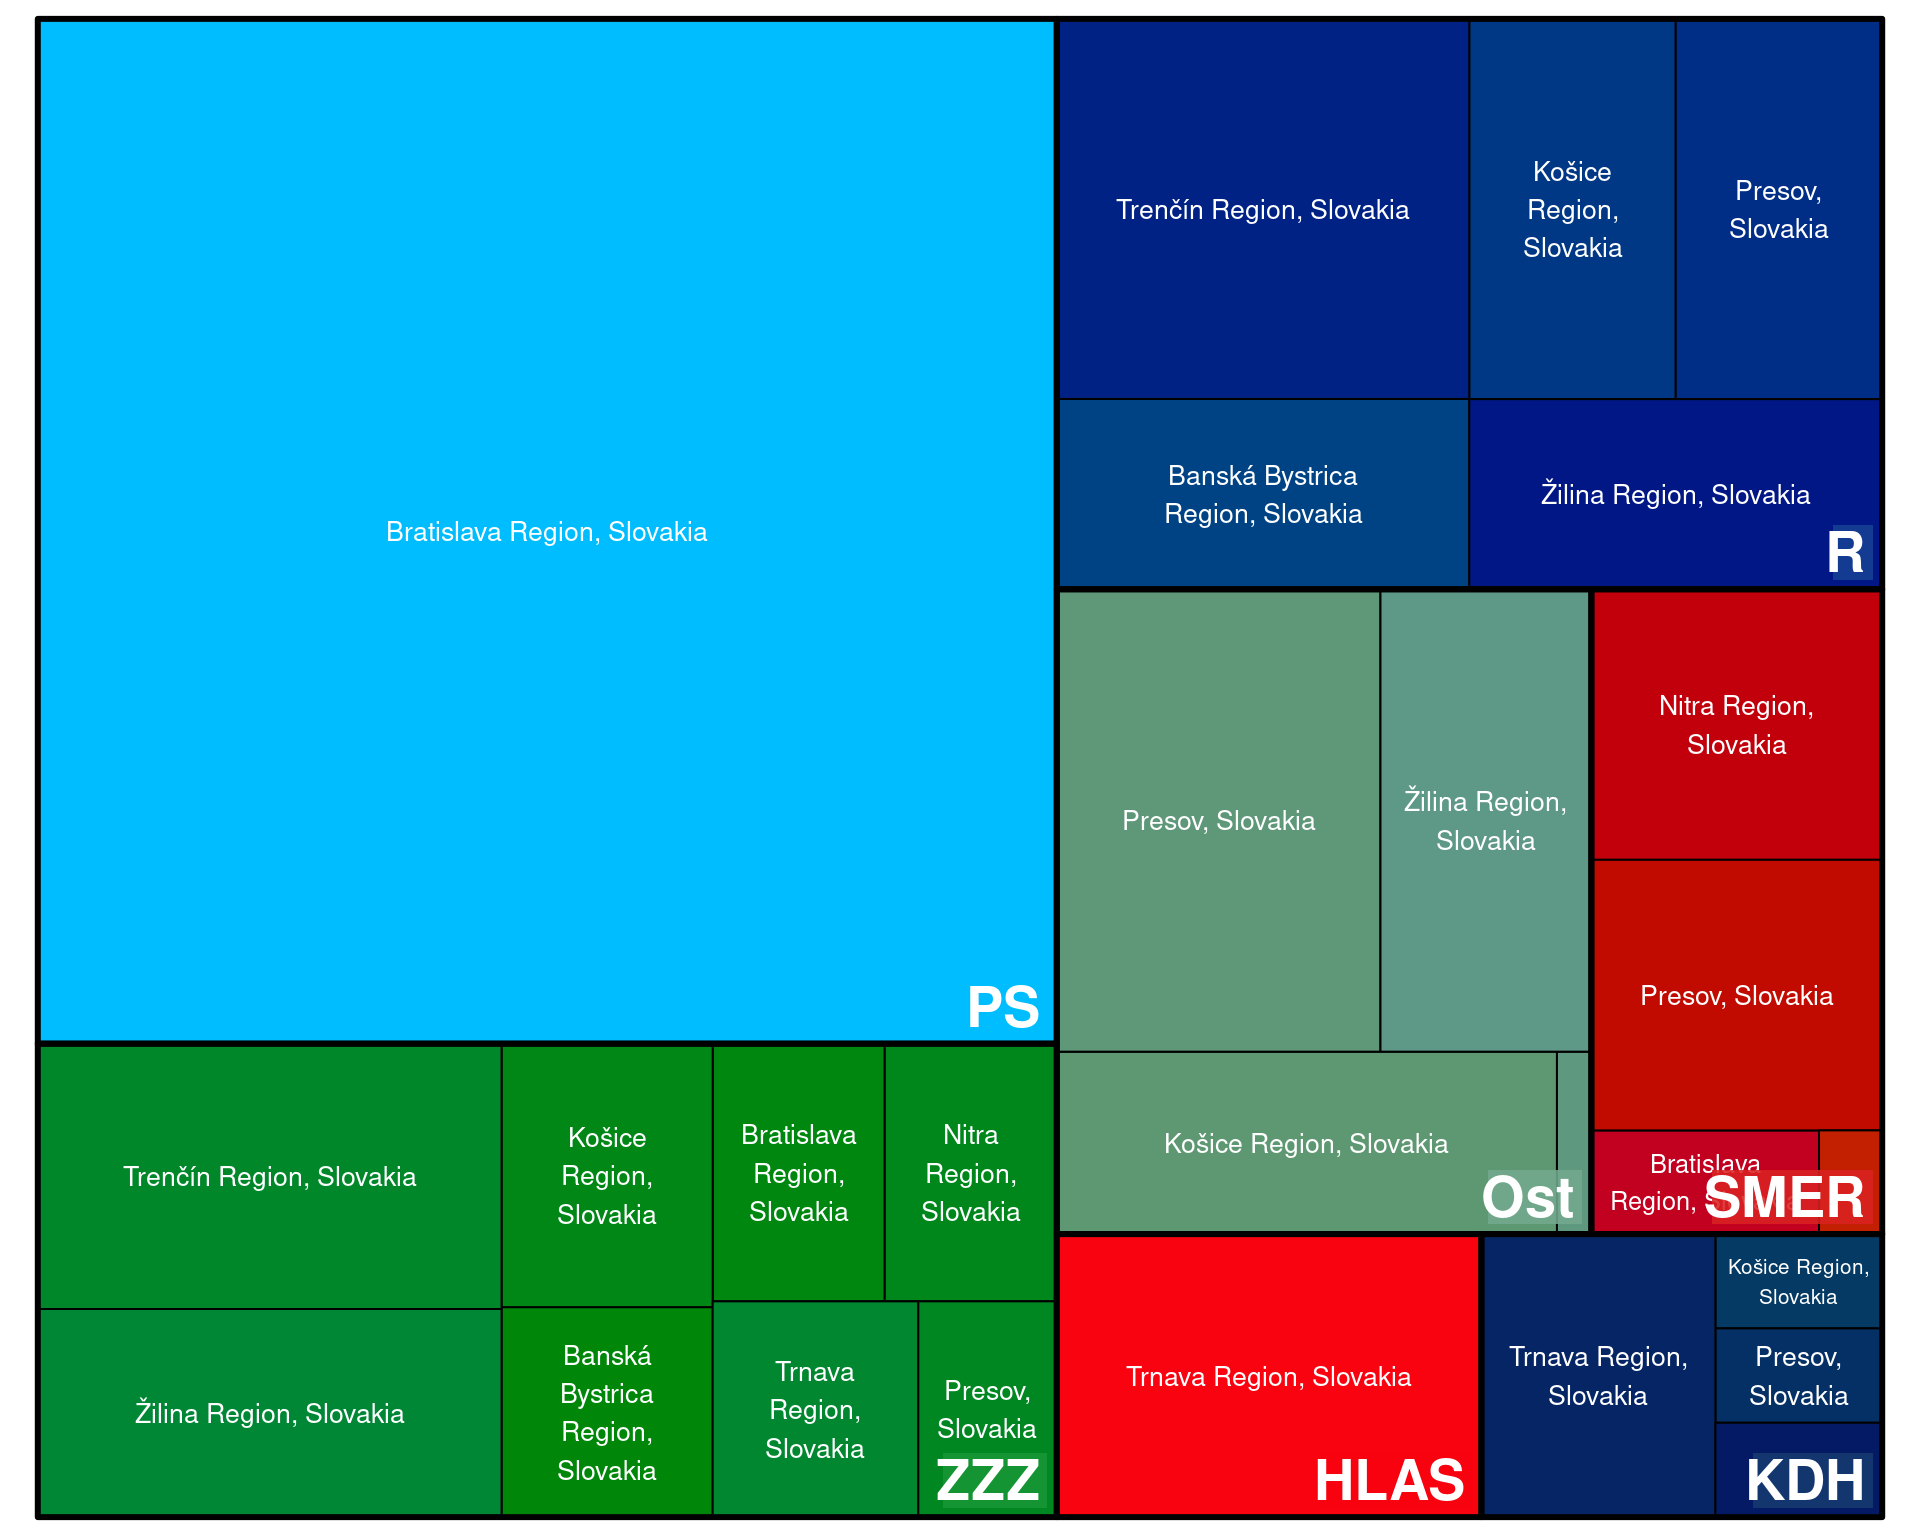 Bratislava Region, Slovakia
PS
Trenčín Region, Slovakia
Košice
Region,
Slovakia
Presov,
Slovakia
Banská Bystrica
Region, Slovakia
Žilina Region, Slovakia
R
Presov, Slovakia
Žilina Region,
Slovakia
Košice Region, Slovakia
Ost
Nitra Region,
Slovakia
Presov, Slovakia
Bratislava
Region,
SMER
Trenčín Region, Slovakia
Košice
Region,
Slovakia
Bratislava
Region,
Slovakia
Nitra
Region,
Slovakia
Žilina Region, Slovakia
Banská
Bystrica
Region,
Slovakia
Trnava
Region,
Slovakia
Presov,
Slovakia
ZZZ
Trnava Region, Slovakia
HLAS
Trnava Region,
Slovakia
Košice Region,
Slovakia
Presov,
Slovakia
KDH